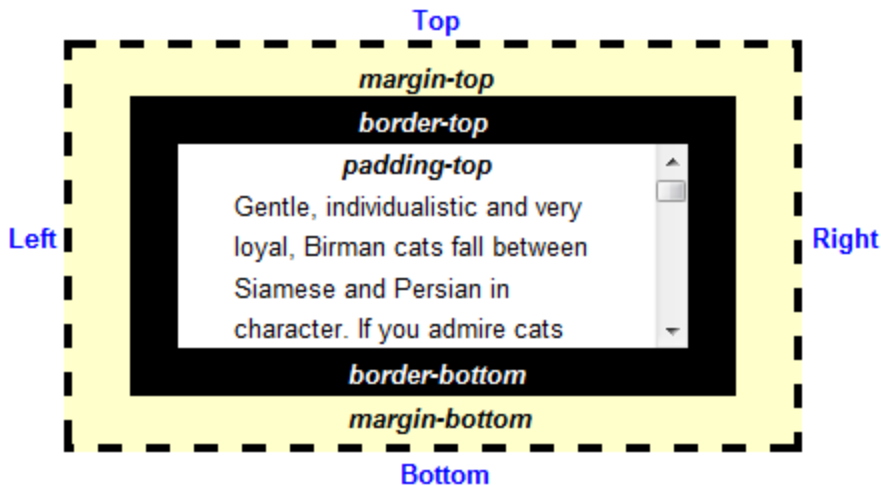 Top
margin-top
border-top
padding-top
Gentle, individualistic and very
loyal, Birman cats fall between
Siamese and Persian in
character. If you admire cats
Left
Right
border-bottom
margin-bottom
Bottom